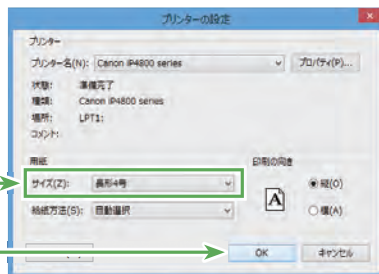 プリンターの設定
プリンター
プリンター名(N): Canon iP4800 series プロパティ(P)...
状態: 準備完了
種類: Canon iP4800 series
場所: LPT1:
コメント:
用紙 印刷の向き
サイズ(Z): 長形4号 縦(O)
給紙方法(S): 自動選択 A 横(A)
OK キャンセル